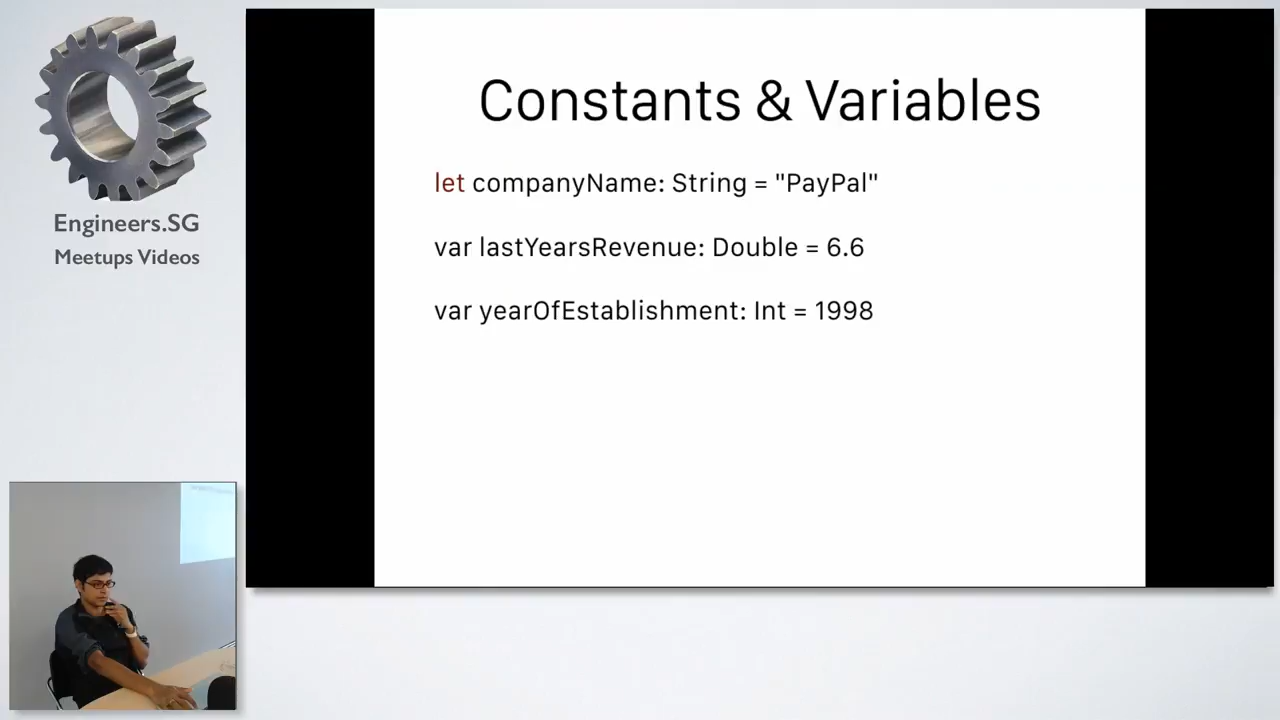 Engineers.SG
Meetups Videos
Constants & Variables
let companyName: String = "PayPal"
var lastYearsRevenue: Double = 6.6
var yearOfEstablishment: Int = 1998